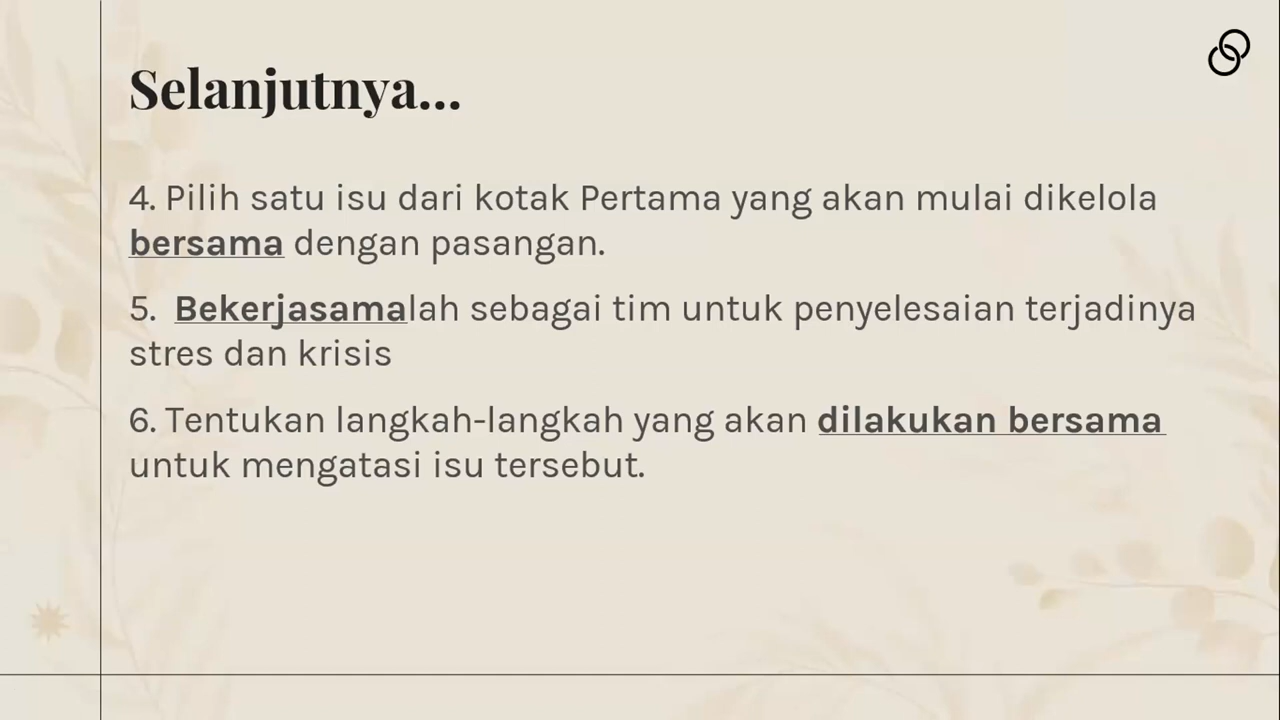 Selanjutnya...
4. Pilih satu isu dari kotak Pertama yang akan mulai dikelola
bersama dengan pasangan.
5. Bekerjasamalah sebagai tim untuk penyelesaian terjadinya
stres dan krisis
6. Tentukan langkah-langkah yang akan dilakukan bersama
untuk mengatasi isu tersebut.